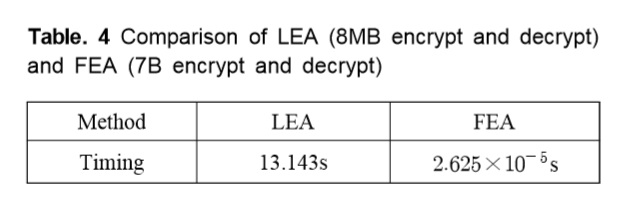 Table. 4 Comparison of LEA (8MB encrypt and decrypt)
and FEA (7B encrypt and decrypt)
Method LEA FEA
Timing 13.143s 2.625×10⁻⁵s